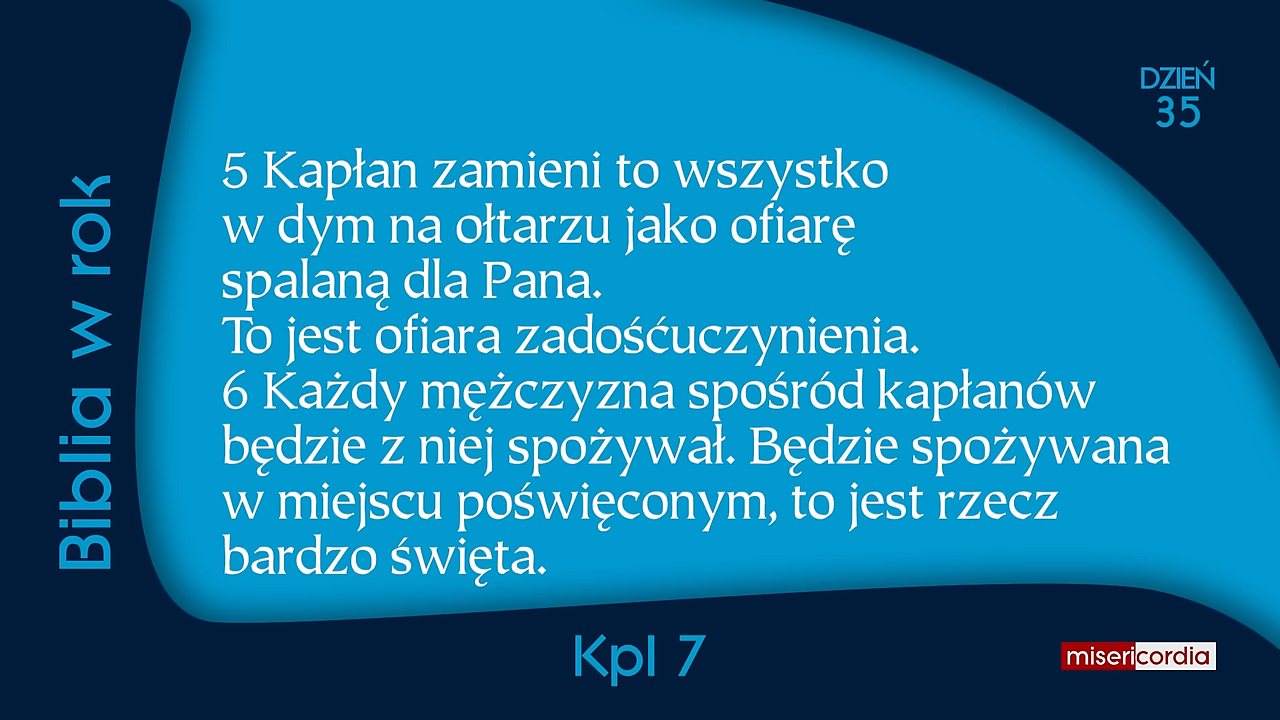 DZIEŃ
35
Biblia w rok
5 Kapłan zamieni to wszystko
w dym na ołtarzu jako ofiarę
spalaną dla Pana.
To jest ofiara zadośćuczynienia.
6 Każdy mężczyzna spośród kapłanów
będzie z niej spożywał. Będzie spożywana
w miejscu poświęconym, to jest rzecz
bardzo święta.
Kpl 7
misericordia